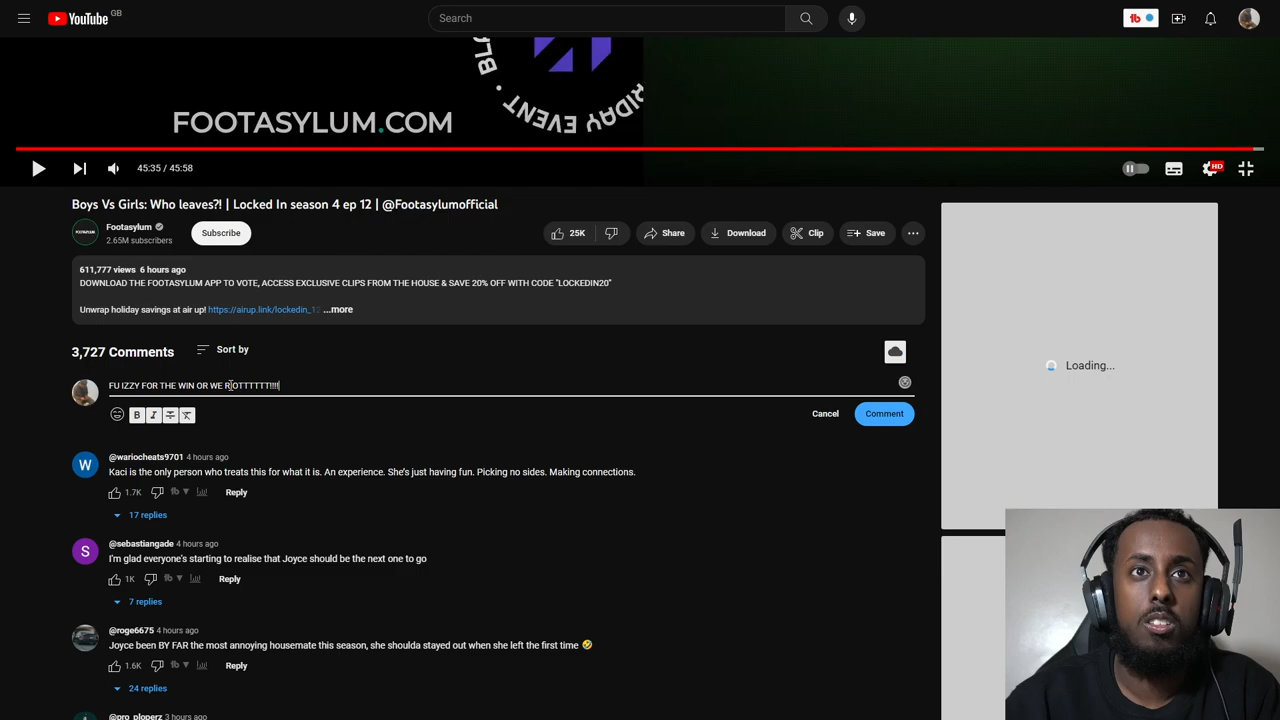 YouTube GB
Search
FOOTASYLUM.COM
EVENT
45:35 / 45:58
HD
Boys Vs Girls: Who leaves?! | Locked In season 4 ep 12 | @Footasylumofficial
Footasylum
2.65M subscribers
Subscribe
25K
Share
Download
Clip
Save
611,777 views 6 hours ago
DOWNLOAD THE FOOTASYLUM APP TO VOTE, ACCESS EXCLUSIVE CLIPS FROM THE HOUSE & SAVE 20% OFF WITH CODE "LOCKEDIN20"
Unwrap holiday savings at air up! https://airup.link/lockedin_12 ...more
3,727 Comments
Sort by
FU IZZY FOR THE WIN OR WE ROTTTTTT!!!!
B I
Cancel
Comment
W
@wariocheats9701 4 hours ago
Kaci is the only person who treats this for what it is. An experience. She's just having fun. Picking no sides. Making connections.
1.7K
Reply
17 replies
S
@sebastiangade 4 hours ago
I'm glad everyone's starting to realise that Joyce should be the next one to go
1K
Reply
7 replies
@roge6675 4 hours ago
Joyce been BY FAR the most annoying housemate this season, she shoulda stayed out when she left the first time 🤣
1.6K
Reply
24 replies
@pro_ploperz 3 hours ago
Loading...